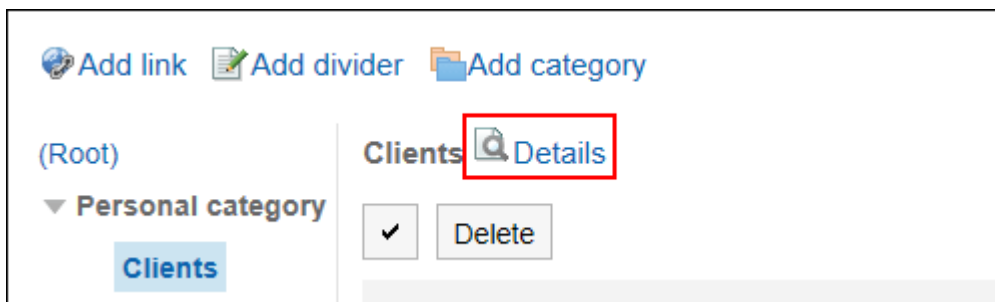 Add link Add divider Add category
(Root)
Personal category
Clients
Clients Details
Delete